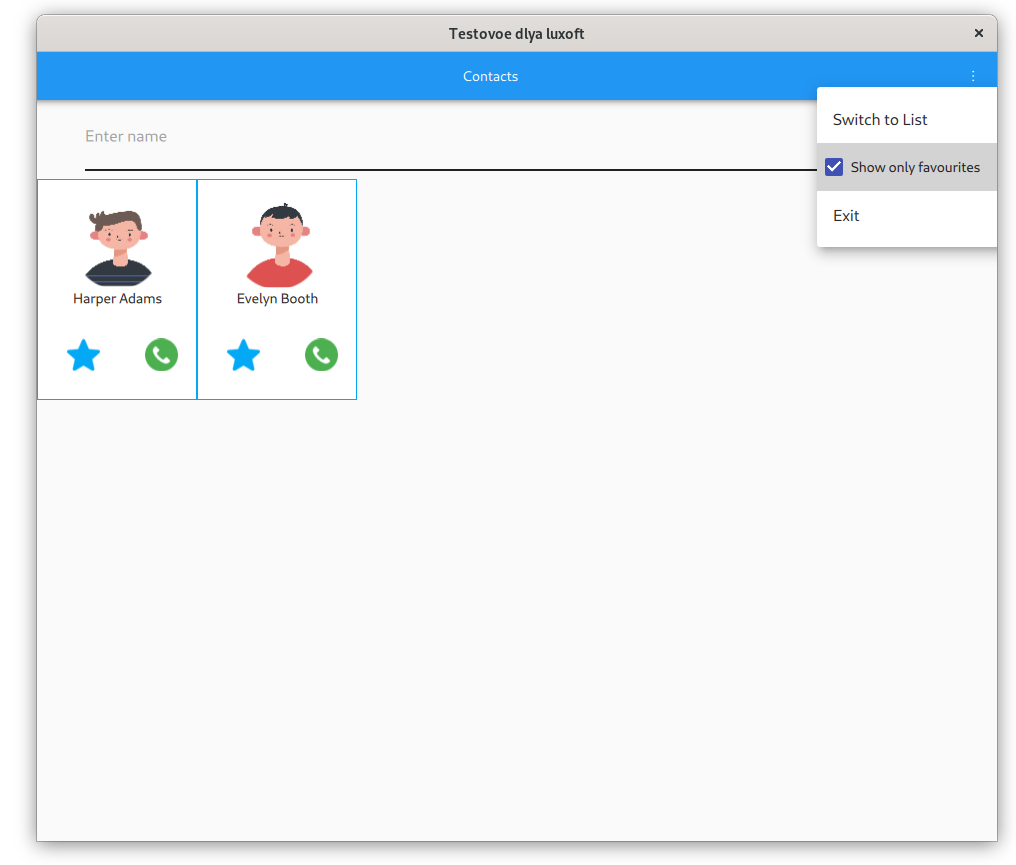 Testovoe dlya luxoft
Contacts
Enter name
Switch to List
Show only favourites
Exit
Harper Adams
Evelyn Booth